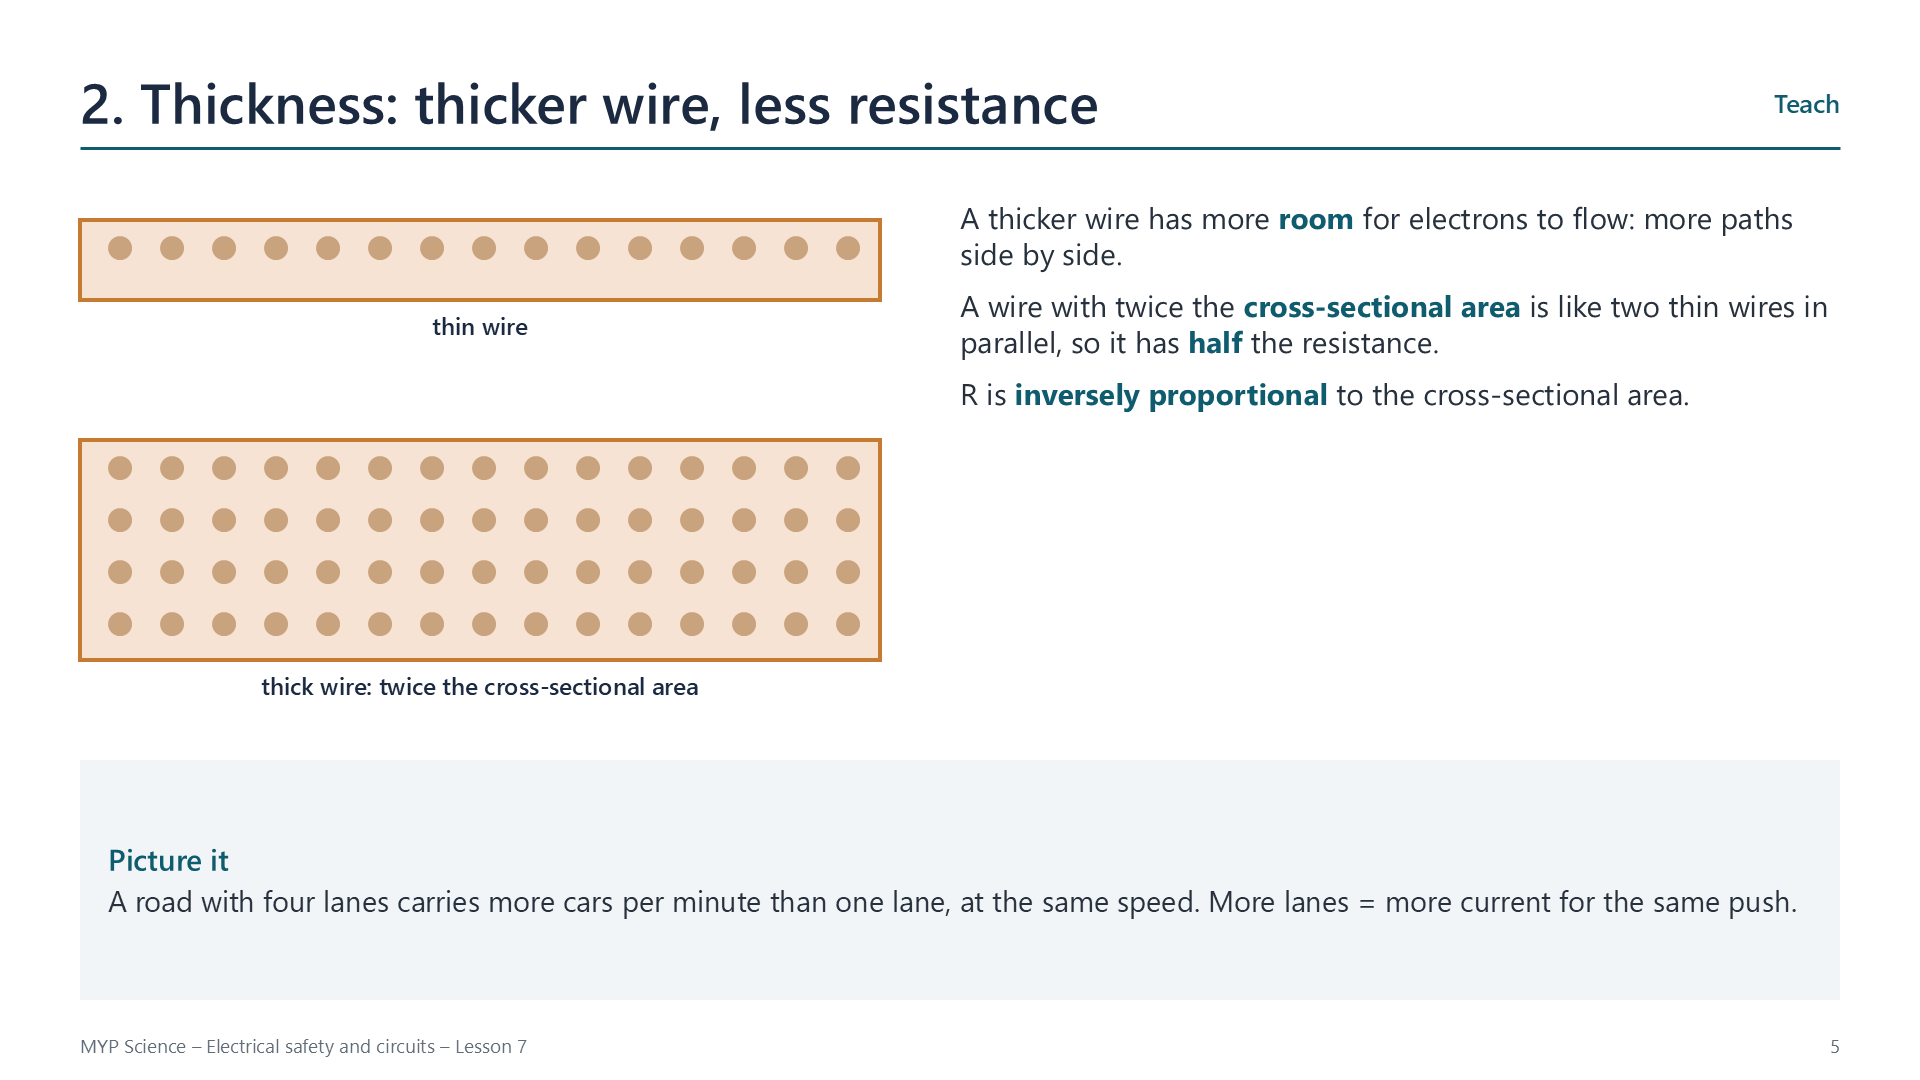 2. Thickness: thicker wire, less resistance
Teach
thin wire
thick wire: twice the cross-sectional area
A thicker wire has more room for electrons to flow: more paths
side by side.
A wire with twice the cross-sectional area is like two thin wires in
parallel, so it has half the resistance.
R is inversely proportional to the cross-sectional area.
Picture it
A road with four lanes carries more cars per minute than one lane, at the same speed. More lanes = more current for the same push.
MYP Science – Electrical safety and circuits – Lesson 7
5